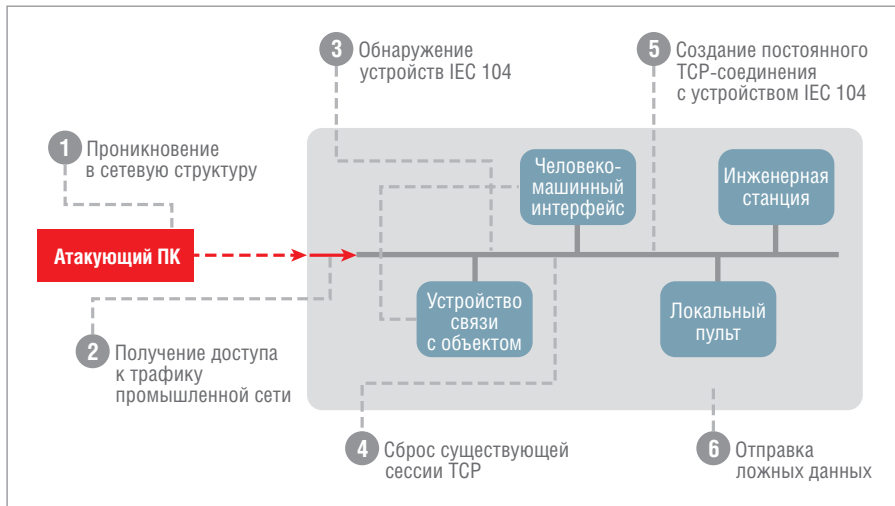 1
Проникновение
в сетевую структуру
Атакующий ПК
2
Получение доступа
к трафику
промышленной сети
3
Обнаружение
устройств IEC 104
Человеко-
машинный
интерфейс
Устройство
связи
с объектом
4
Сброс существующей
сессии TCP
5
Создание постоянного
TCP-соединения
с устройством IEC 104
Инженерная
станция
Локальный
пульт
6
Отправка
ложных данных